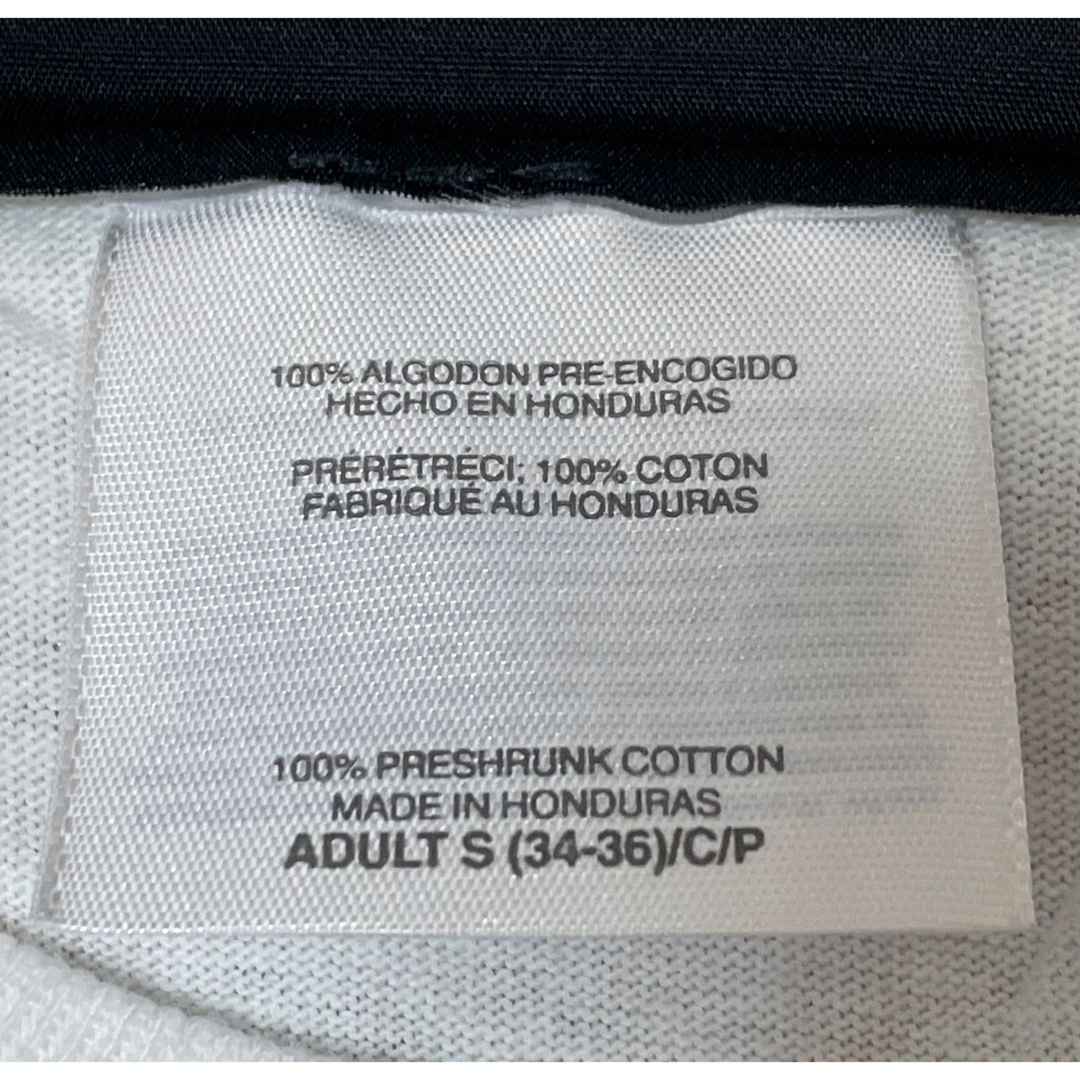 100% ALGODON PRE-ENCOGIDO
HECHO EN HONDURAS
PRÉRÉTRÉCI; 100% COTON
FABRIQUÉ AU HONDURAS
100% PRESHRUNK COTTON
MADE IN HONDURAS
ADULT S (34-36)/C/P